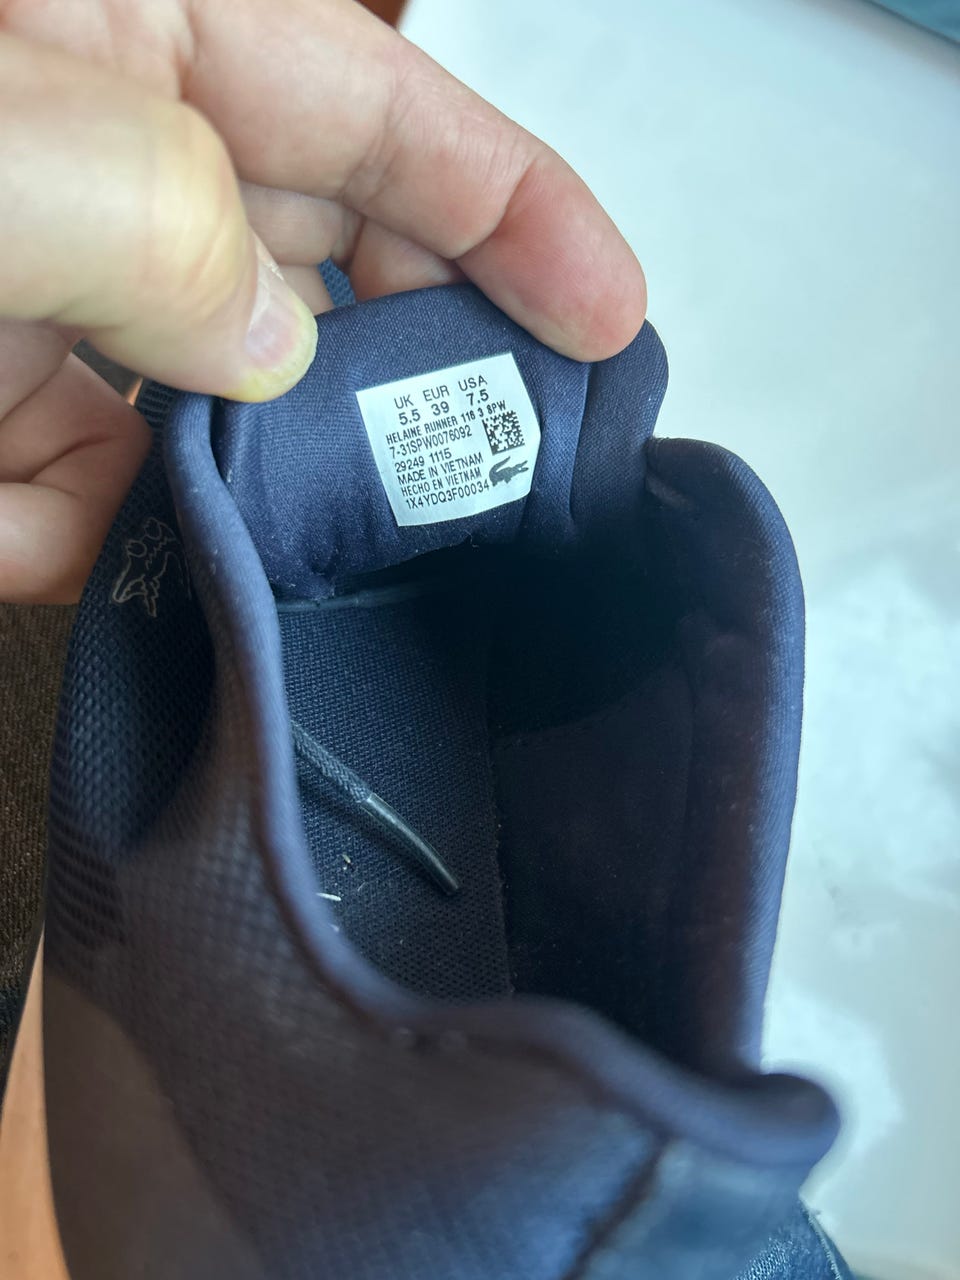 UK EUR USA
5.5 39 7.5
HELAINE RUNNER 116 3 SPW
7-31SPW0076092
29249 1115
MADE IN VIETNAM
HECHO EN VIETNAM
1X4YDQ3F00034